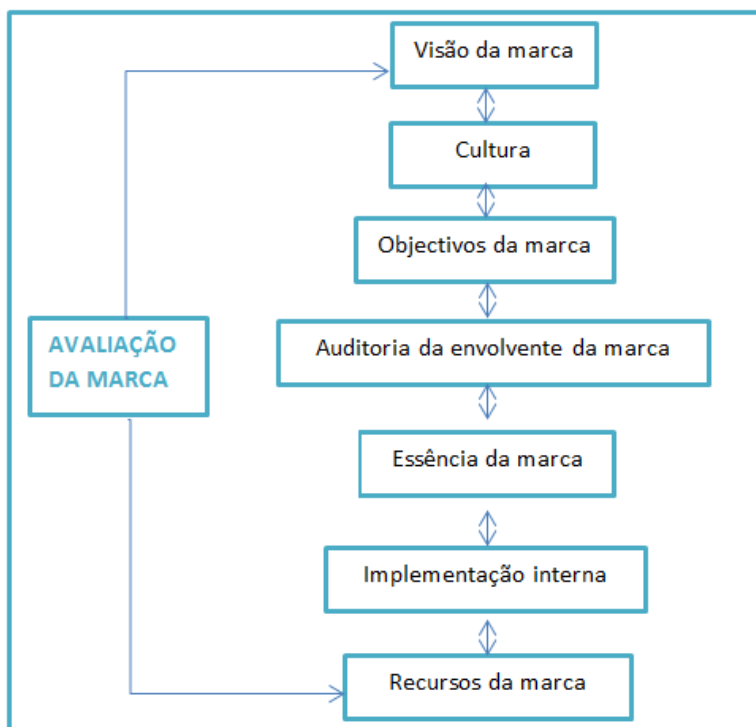 Visão da marca
Cultura
Objectivos da marca
AVALIAÇÃO
DA MARCA
Auditoria da envolvente da marca
Essência da marca
Implementação interna
Recursos da marca